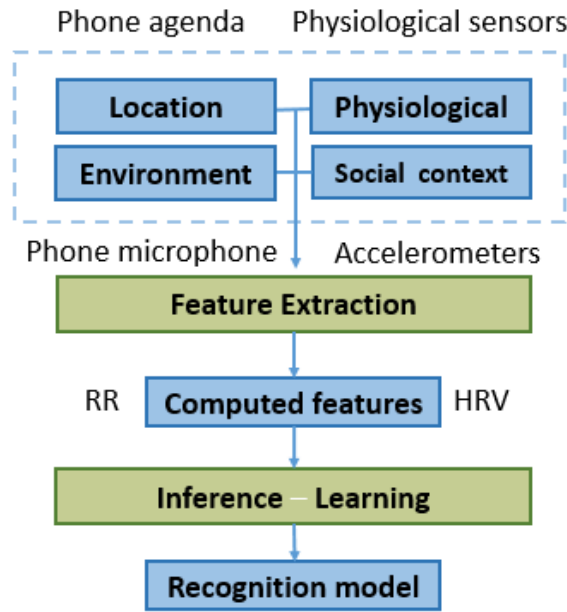 Phone agenda Physiological sensors
Location Physiological
Environment Social context
Phone microphone Accelerometers
Feature Extraction
RR Computed features HRV
Inference – Learning
Recognition model